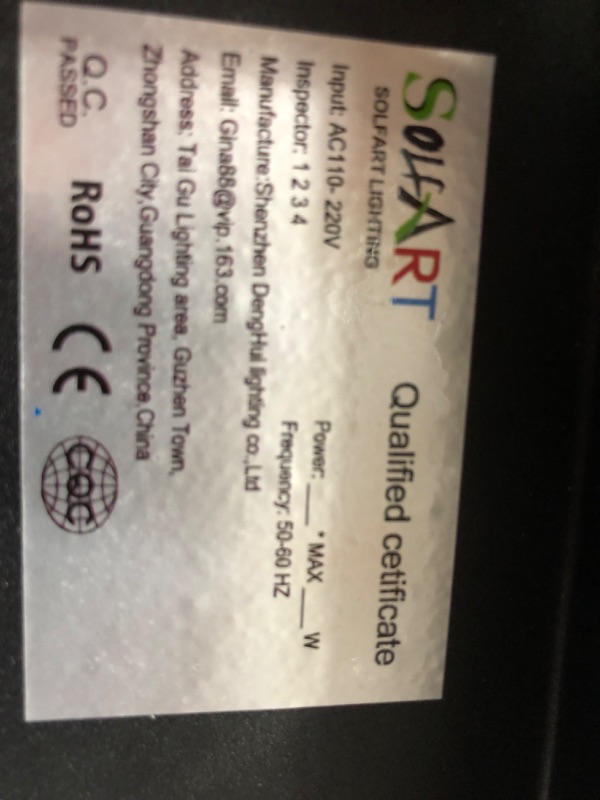 SOLFART
SOLFART LIGHTING
Qualified cetificate
Input: AC110- 220V
Power:___* MAX___W
Inspector: 1 2 3 4
Frequency: 50-60 HZ
Manufacture:Shenzhen DengHui lighting co.,Ltd
Email: Gina88@vip.163.com
Address: Tai Gu Lighting area, Guzhen Town,
Zhongshan City,Guangdong Province,China
Q.C.
PASSED
RoHS
CE
CQC